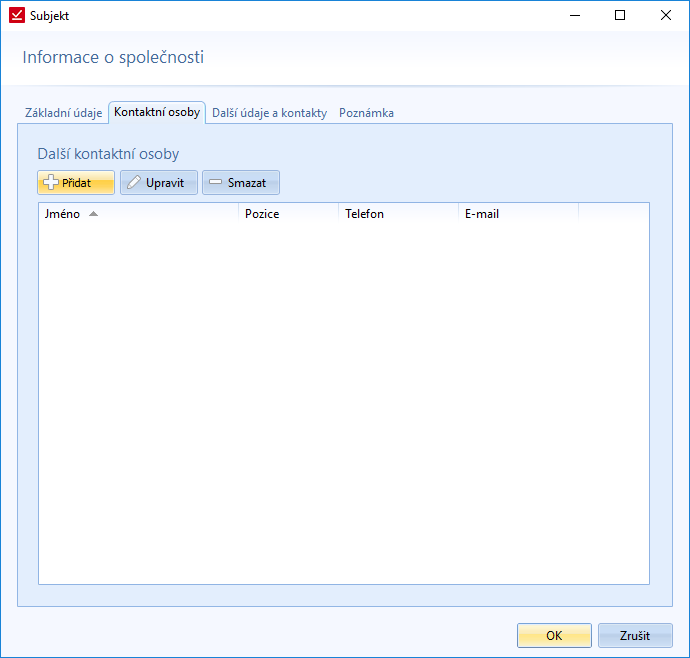 Subjekt
Informace o společnosti
Základní údaje Kontaktní osoby Další údaje a kontakty Poznámka
Další kontaktní osoby
Přidat Upravit Smazat
Jméno Pozice Telefon E-mail
OK Zrušit